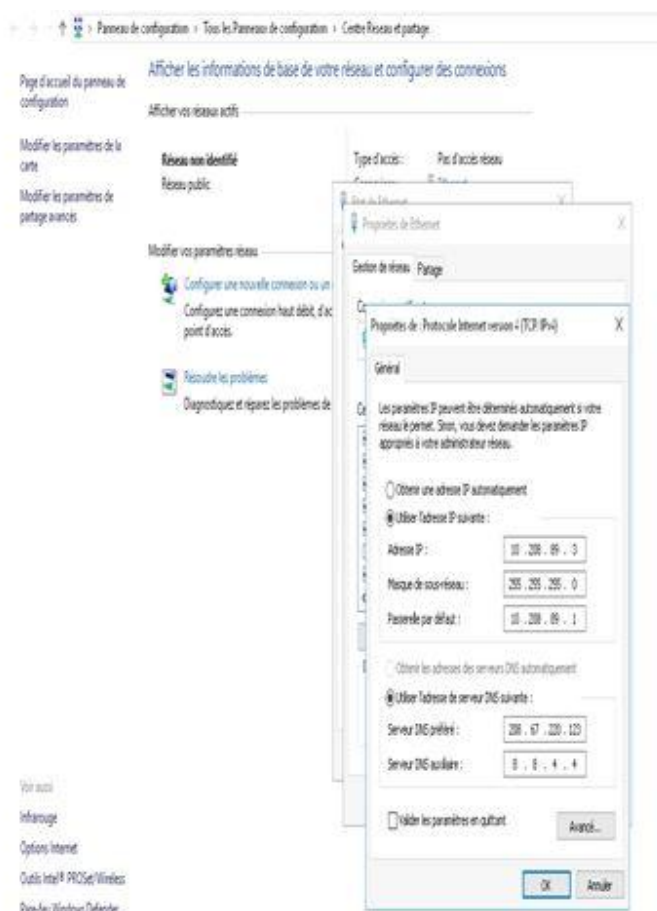 Panneau de configuration > Tous les Panneaux de configuration > Centre Réseau et partage
Page d'accueil du panneau de
configuration
Modifier les paramètres de la
carte
Modifier les paramètres de
partage avancés
Afficher les informations de base de votre réseau et configurer des connexions
Afficher vos réseaux actifs
Réseau non identifié
Réseau public
Type d'accès :
Pas d'accès réseau
Modifier vos paramètres réseau
Configurer une nouvelle connexion ou un
Configurez une connexion haut débit, d'ac
point d'accès.
Résoudre les problèmes
Diagnostiquez et réparez les problèmes de
Propriétés de Ethernet
Gestion de réseau
Partage
Propriétés de : Protocole Internet version 4 (TCP/IPv4)
Général
Les paramètres IP peuvent être déterminés automatiquement si votre
réseau le permet. Sinon, vous devez demander les paramètres IP
appropriés à votre administrateur réseau.
Obtenir une adresse IP automatiquement
Utiliser l'adresse IP suivante :
Adresse IP :
10 . 208 . 89 . 3
Masque de sous-réseau :
255 . 255 . 255 . 0
Passerelle par défaut :
10 . 208 . 89 . 1
Obtenir les adresses des serveurs DNS automatiquement
Utiliser l'adresse de serveur DNS suivante :
Serveur DNS préféré :
208 . 67 . 220 . 123
Serveur DNS auxiliaire :
8 . 8 . 4 . 4
Valider les paramètres en quittant
Avancé...
OK
Annuler
Voir aussi
Infrarouge
Options Internet
Outils Intel® PROSet/Wireless
Pare-feu Windows Defender